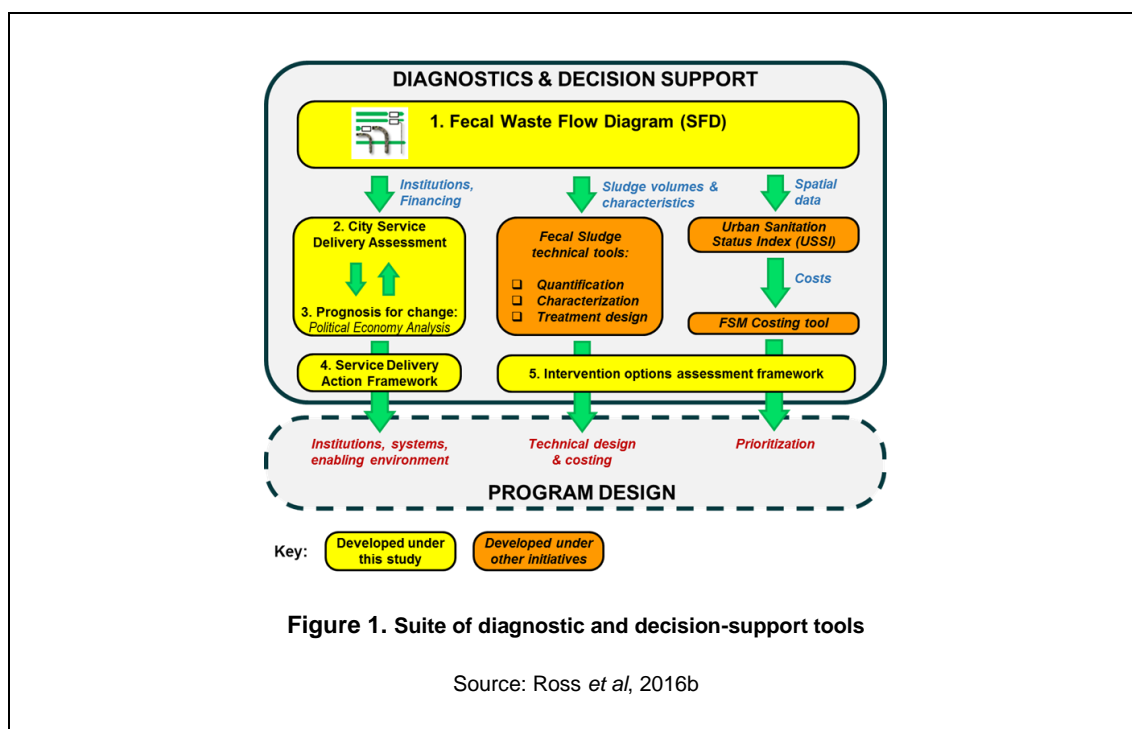 DIAGNOSTICS & DECISION SUPPORT
1. Fecal Waste Flow Diagram (SFD)
Institutions,
Financing
Sludge volumes &
characteristics
Spatial
data
2. City Service
Delivery Assessment
3. Prognosis for change:
Political Economy Analysis
Fecal Sludge
technical tools:
❑ Quantification
❑ Characterization
❑ Treatment design
Urban Sanitation
Status Index (USSI)
Costs
FSM Costing tool
4. Service Delivery
Action Framework
5. Intervention options assessment framework
Institutions, systems,
enabling environment
Technical design
& costing
Prioritization
PROGRAM DESIGN
Key:
Developed under
this study
Developed under
other initiatives
Figure 1. Suite of diagnostic and decision-support tools
Source: Ross et al, 2016b